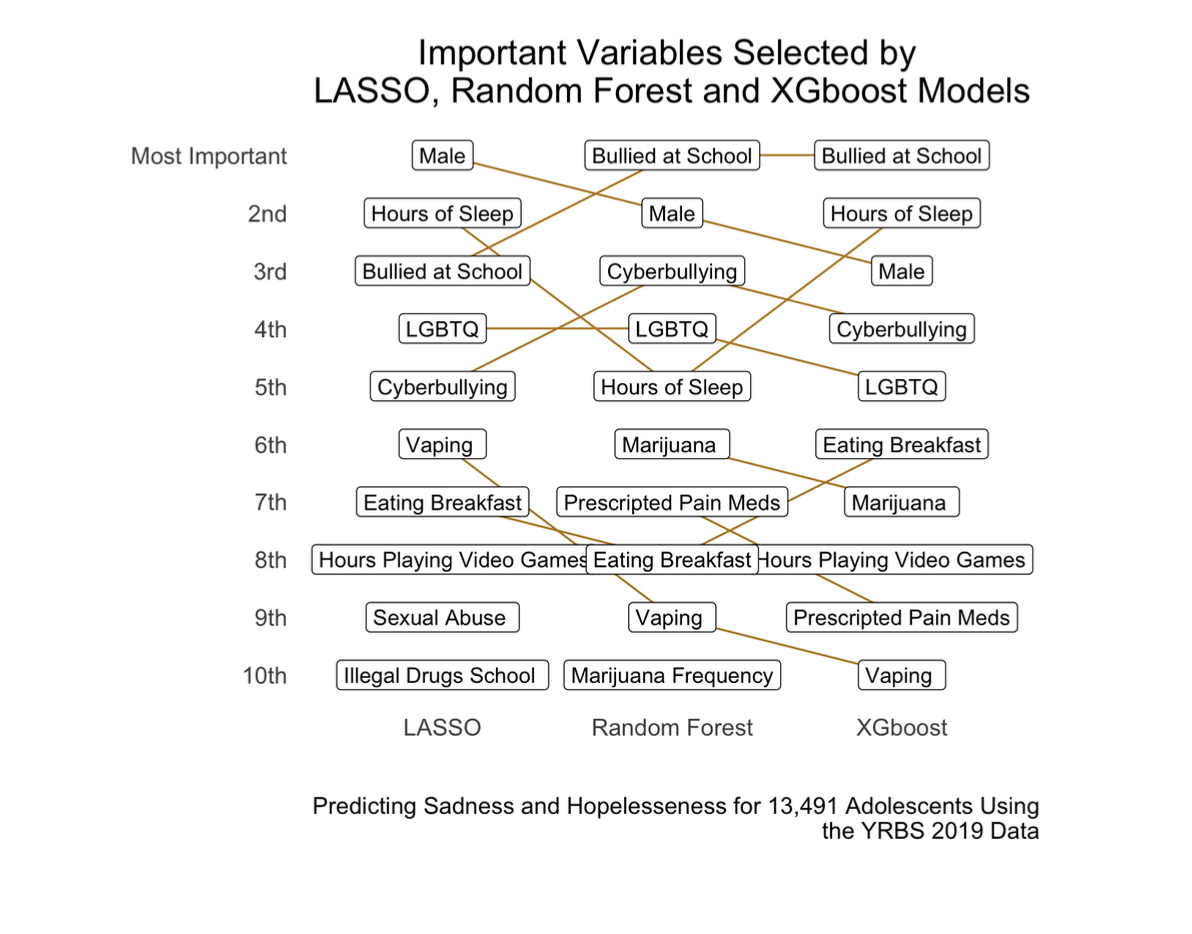 Important Variables Selected by
LASSO, Random Forest and XGboost Models
Most Important Male Bullied at School Bullied at School
2nd Hours of Sleep Male Hours of Sleep
3rd Bullied at School Cyberbullying Male
4th LGBTQ LGBTQ Cyberbullying
5th Cyberbullying Hours of Sleep LGBTQ
6th Vaping Marijuana Eating Breakfast
7th Eating Breakfast Prescripted Pain Meds Marijuana
8th Hours Playing Video Games Eating Breakfast Hours Playing Video Games
9th Sexual Abuse Vaping Prescripted Pain Meds
10th Illegal Drugs School Marijuana Frequency Vaping
LASSO Random Forest XGboost
Predicting Sadness and Hopelesseness for 13,491 Adolescents Using
the YRBS 2019 Data